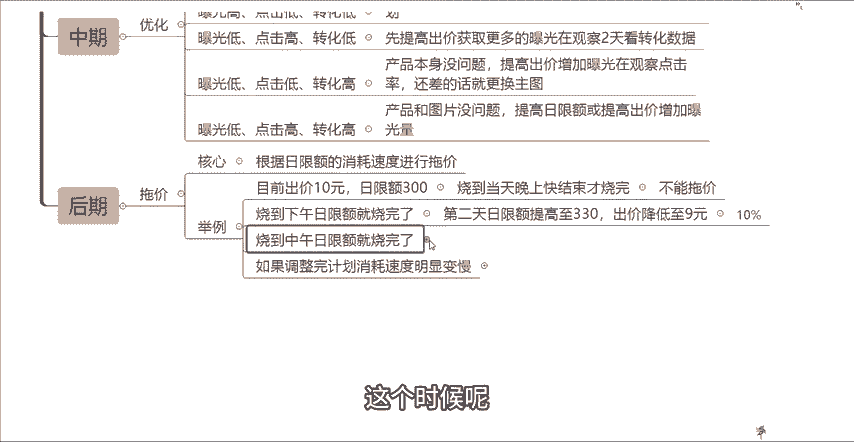 曝光高、点击低、转化低
划
中期
优化
曝光低、点击高、转化低
先提高出价获取更多的曝光在观察2天看转化数据
曝光低、点击低、转化高
产品本身没问题，提高出价增加曝光在观察点击
率，还差的话就更换主图
曝光低、点击高、转化高
产品和图片没问题，提高日限额或提高出价增加曝
光量
后期
拖价
核心
根据日限额的消耗速度进行拖价
举例
目前出价10元，日限额300
烧到当天晚上快结束才烧完
不能拖价
烧到下午日限额就烧完了
第二天日限额提高至330，出价降低至9元
10%
烧到中午日限额就烧完了
如果调整完计划消耗速度明显变慢
这个时候呢